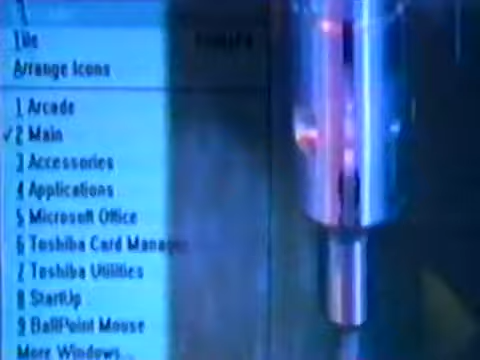 Tile
Arrange Icons
1 Arcade
✓2 Main
3 Accessories
4 Applications
5 Microsoft Office
6 Toshiba Card Manager
7 Toshiba Utilities
8 StartUp
9 BallPoint Mouse
More Windows...